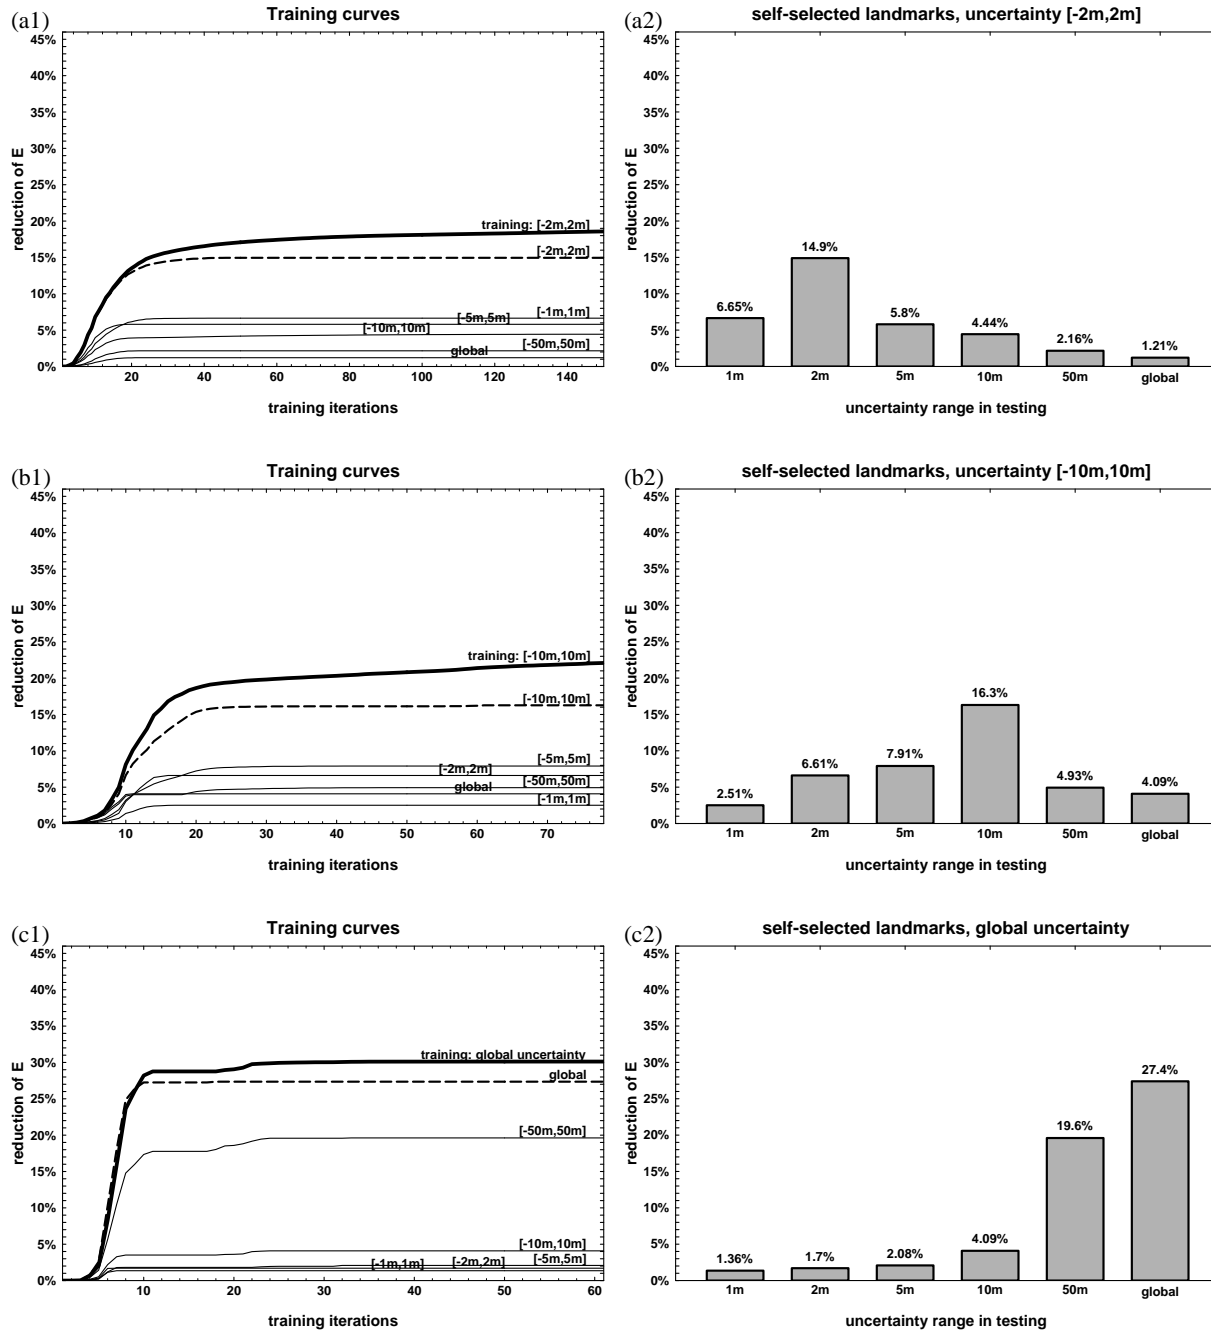 (a1)
Training curves
45%
40%
35%
30%
25%
20%
15%
10%
5%
0%
reduction of E
training: [-2m,2m]
[-2m,2m]
[-1m,1m]
[-5m,5m]
[-10m,10m]
[-50m,50m]
global
20 40 60 80 100 120 140
training iterations
(a2)
self-selected landmarks, uncertainty [-2m,2m]
45%
40%
35%
30%
25%
20%
15%
10%
5%
0%
reduction of E
6.65% 14.9% 5.8% 4.44% 2.16% 1.21%
1m 2m 5m 10m 50m global
uncertainty range in testing
(b1)
Training curves
45%
40%
35%
30%
25%
20%
15%
10%
5%
0%
reduction of E
training: [-10m,10m]
[-10m,10m]
[-5m,5m]
[-2m,2m]
[-50m,50m]
global
[-1m,1m]
10 20 30 40 50 60 70
training iterations
(b2)
self-selected landmarks, uncertainty [-10m,10m]
45%
40%
35%
30%
25%
20%
15%
10%
5%
0%
reduction of E
2.51% 6.61% 7.91% 16.3% 4.93% 4.09%
1m 2m 5m 10m 50m global
uncertainty range in testing
(c1)
Training curves
45%
40%
35%
30%
25%
20%
15%
10%
5%
0%
reduction of E
training: global uncertainty
global
[-50m,50m]
[-10m,10m]
[-5m,5m]
[-2m,2m]
[-1m,1m]
10 20 30 40 50 60
training iterations
(c2)
self-selected landmarks, global uncertainty
45%
40%
35%
30%
25%
20%
15%
10%
5%
0%
reduction of E
1.36% 1.7% 2.08% 4.09% 19.6% 27.4%
1m 2m 5m 10m 50m global
uncertainty range in testing